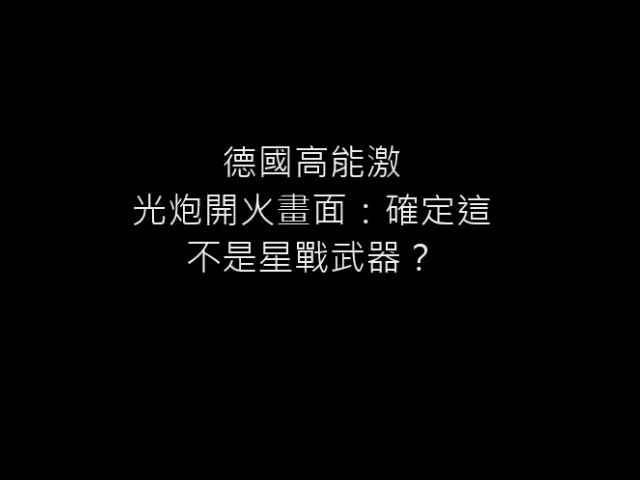 德國高能激
光炮開火畫面：確定這
不是星戰武器？